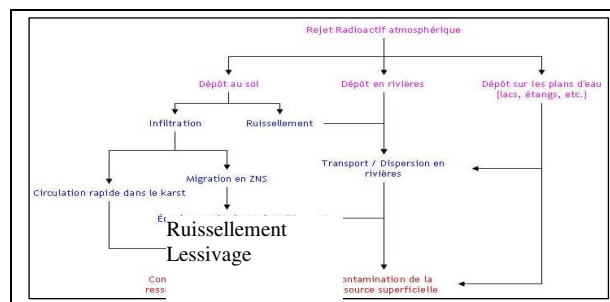 Rejet Radioactif atmosphérique
Dépôt au sol
Dépôt en rivières
Dépôt sur les plans d'eau
(lacs, étangs, etc.)
Infiltration
Ruissellement
Transport / Dispersion en
rivières
Migration en ZNS
Circulation rapide dans le karst
Ruissellement
Lessivage
contamination de la
source superficielle